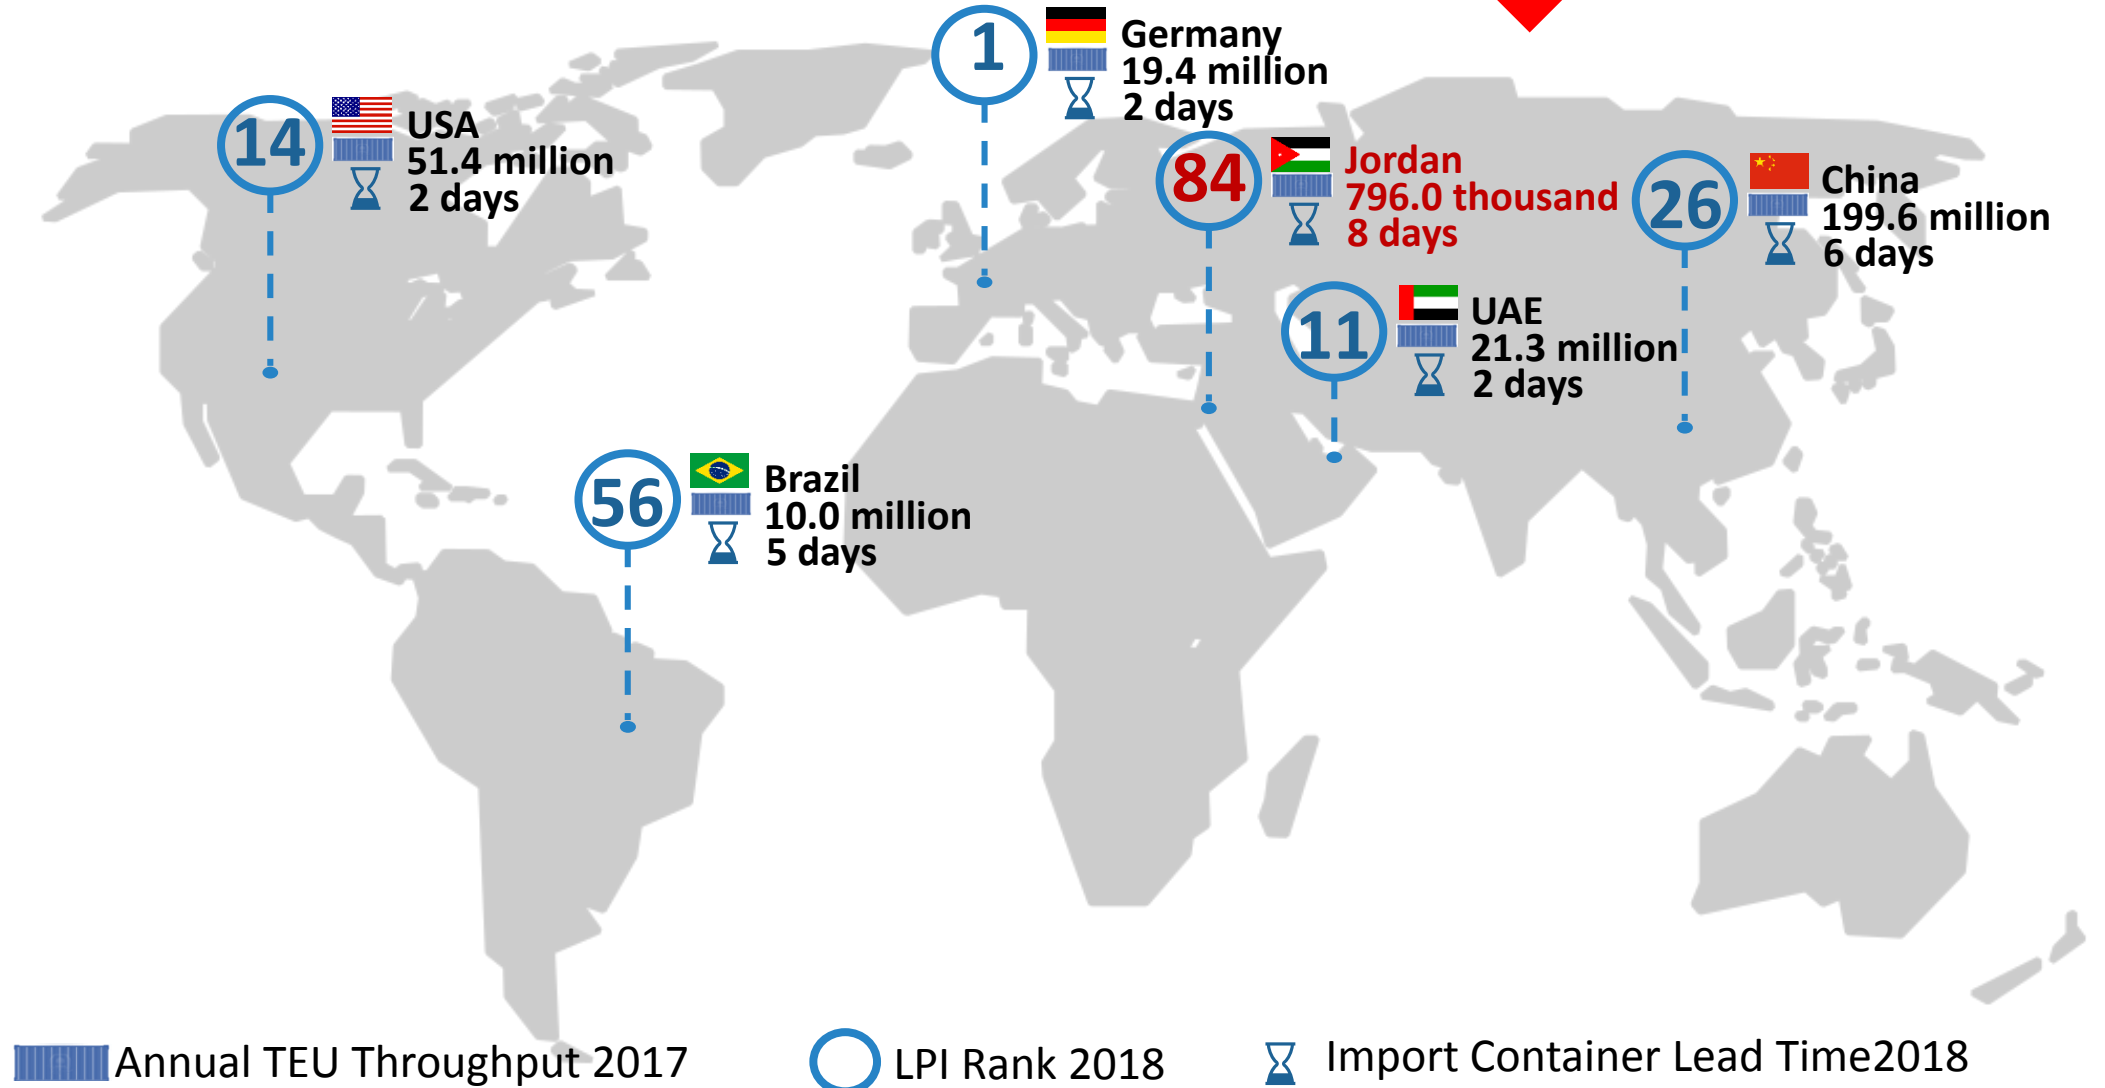 1
Germany
19.4 million
2 days
14
USA
51.4 million
2 days
84
Jordan
796.0 thousand
8 days
26
China
199.6 million
6 days
11
UAE
21.3 million
2 days
56
Brazil
10.0 million
5 days
Annual TEU Throughput 2017
LPI Rank 2018
Import Container Lead Time2018